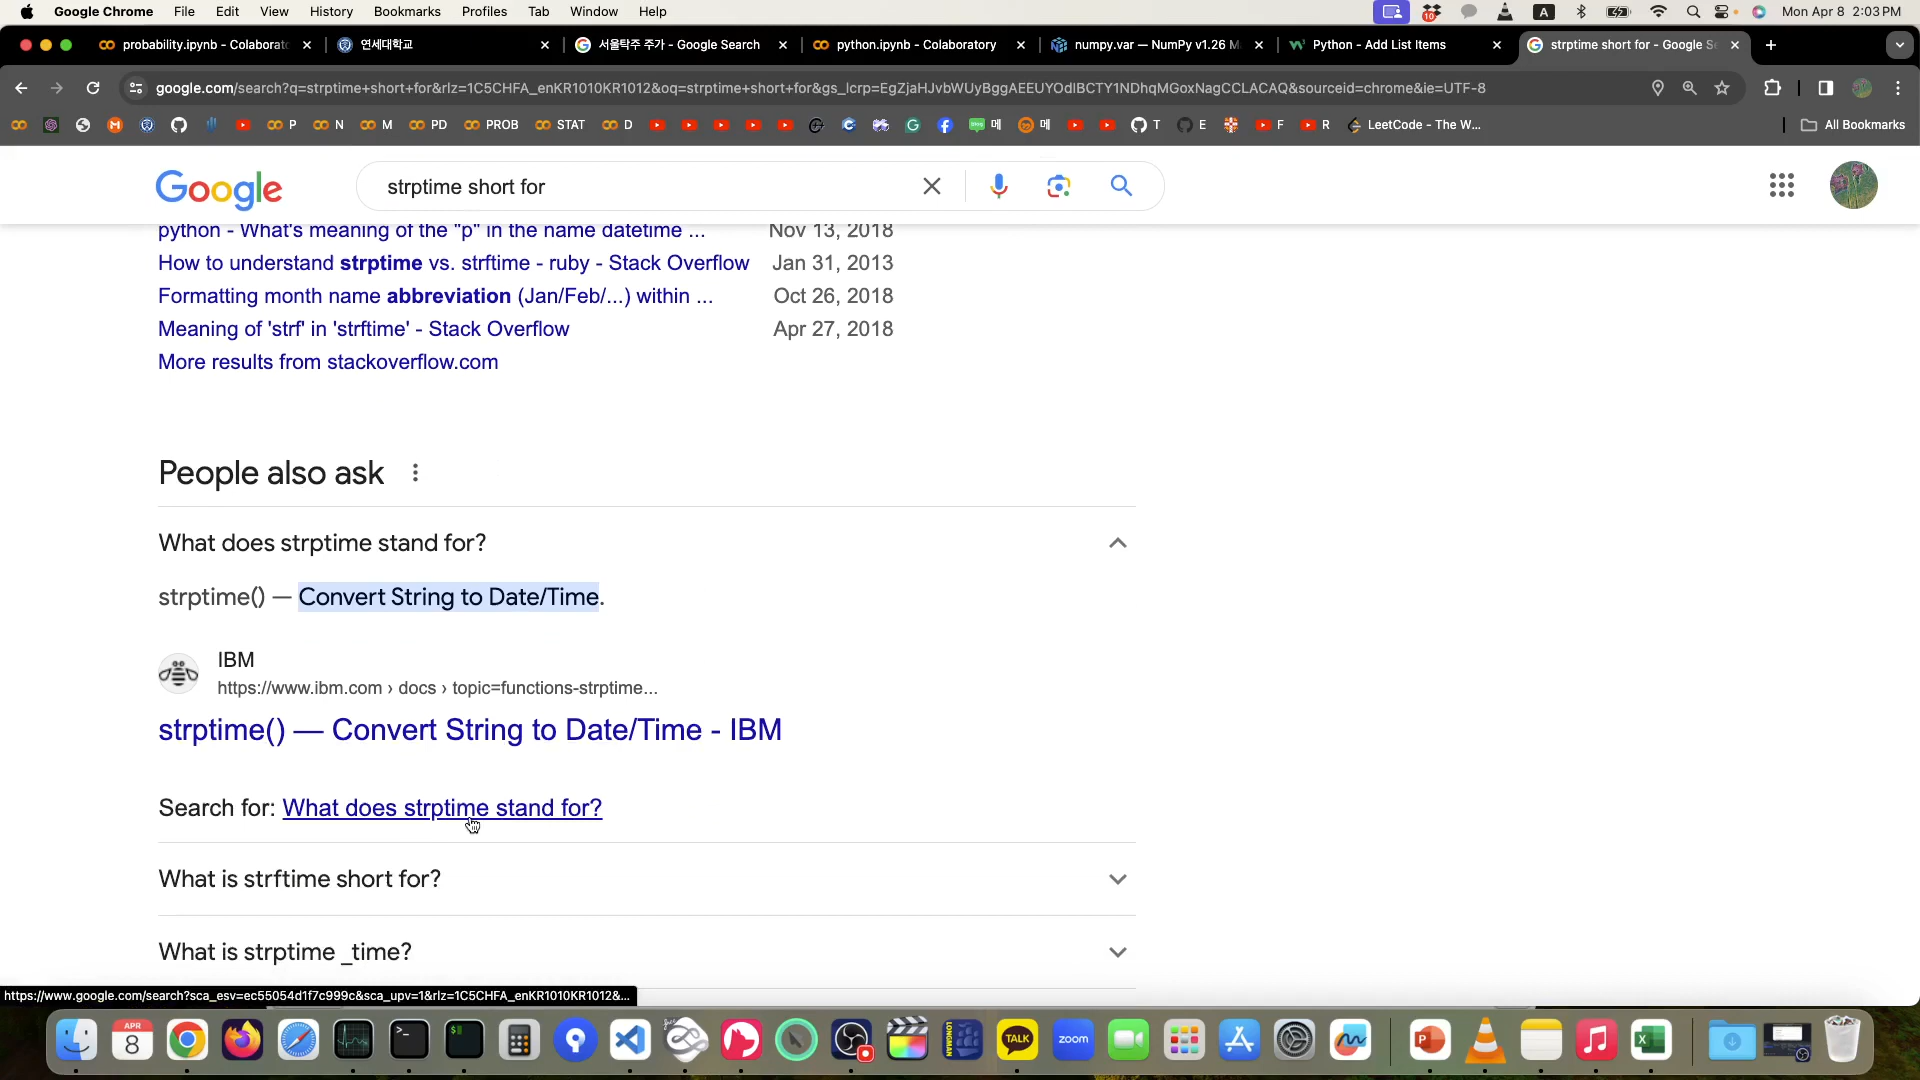 Google Chrome File Edit View History Bookmarks Profiles Tab Window Help
10 A Mon Apr 8 2:03 PM
probability.ipynb - Colaborat
연세대학교
서울탁주 주가 - Google Search
python.ipynb - Colaboratory
numpy.var — NumPy v1.26 M
Python - Add List Items
strptime short for - Google Se
google.com/search?q=strptime+short+for&rlz=1C5CHFA_enKR1010KR1012&oq=strptime+short+for&gs_lcrp=EgZjaHJvbWUyBggAEEUYOdIBCTY1NDhqMGoxNagCCLACAQ&sourceid=chrome&ie=UTF-8
P N M PD PROB STAT D 메 메 T E F R LeetCode - The W... All Bookmarks
Google
strptime short for
python - What's meaning of the "p" in the name datetime ... Nov 13, 2018
How to understand strptime vs. strftime - ruby - Stack Overflow Jan 31, 2013
Formatting month name abbreviation (Jan/Feb/...) within ... Oct 26, 2018
Meaning of 'strf' in 'strftime' - Stack Overflow Apr 27, 2018
More results from stackoverflow.com
People also ask
What does strptime stand for?
strptime() — Convert String to Date/Time.
IBM
https://www.ibm.com › docs › topic=functions-strptime...
strptime() — Convert String to Date/Time - IBM
Search for: What does strptime stand for?
What is strftime short for?
What is strptime _time?
https://www.google.com/search?sca_esv=ec55054d1f7c999c&sca_upv=1&rlz=1C5CHFA_enKR1010KR1012&...
APR
8
LONGMAN
TALK
zoom